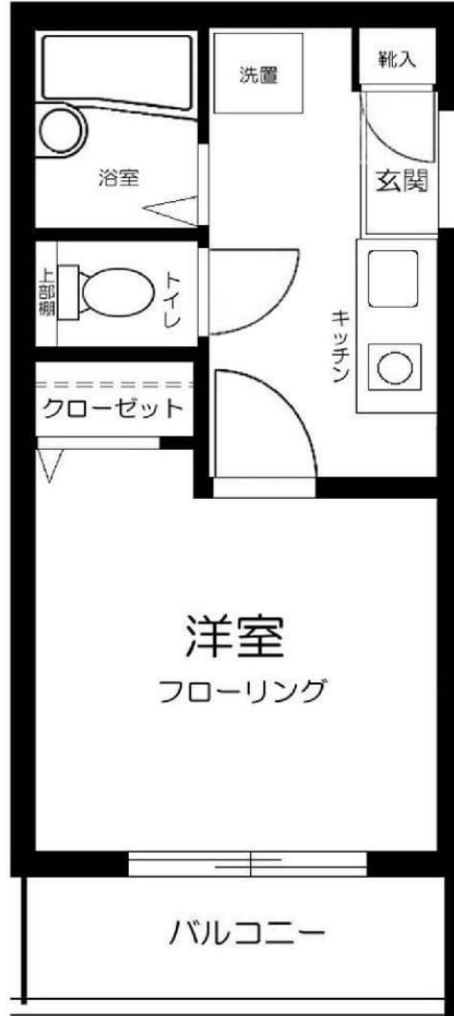 洗置
靴入
浴室
玄関
上部棚
トイレ
キッチン
クローゼット
洋室
フローリング
バルコニー